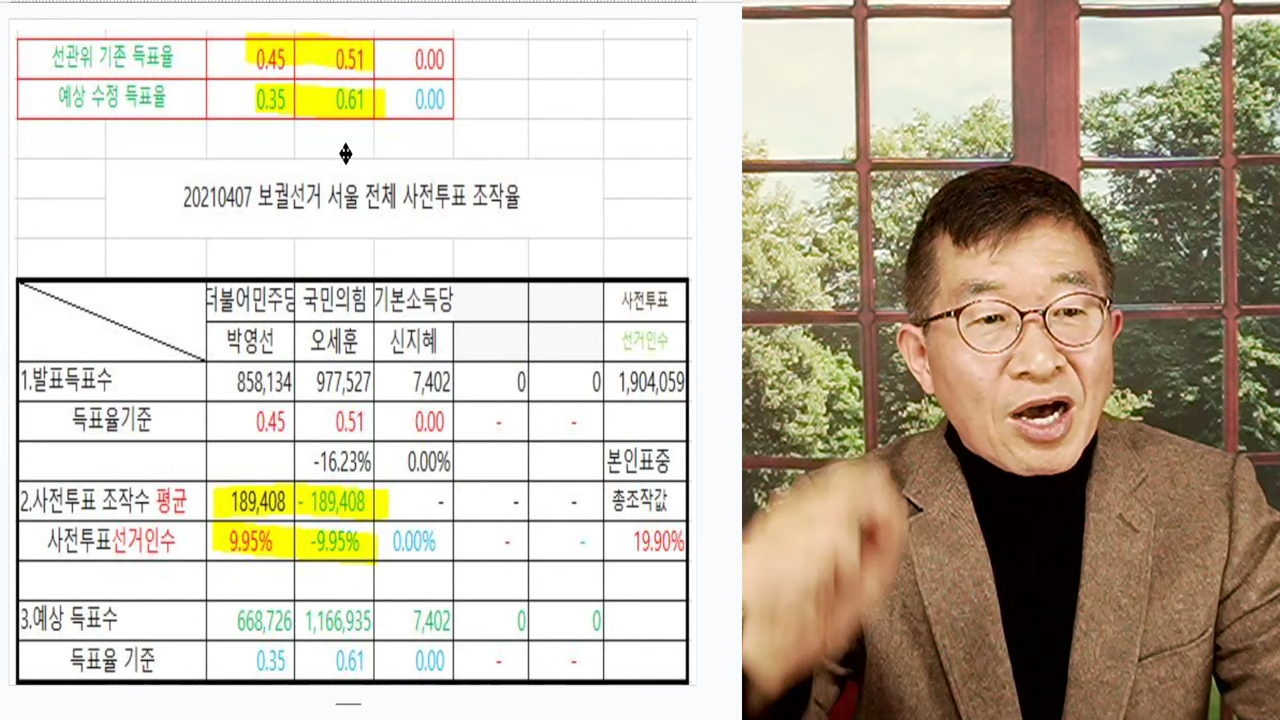 선관위 기존 득표율 0.45 0.51 0.00
예상 수정 득표율 0.35 0.61 0.00
20210407 보궐선거 서울 전체 사전투표 조작율
더불어민주당 국민의힘 기본소득당 사전투표
박영선 오세훈 신지혜 선거인수
1.발표득표수 858,134 977,527 7,402 0 0 1,904,059
득표율기준 0.45 0.51 0.00 - -
-16.23% 0.00% 본인표증
2.사전투표 조작수 평균 189,408 - 189,408 - - - 총조작값
사전투표선거인수 9.95% -9.95% 0.00% - - 19.90%
3.예상 득표수 668,726 1,166,935 7,402 0 0
득표율 기준 0.35 0.61 0.00 - -